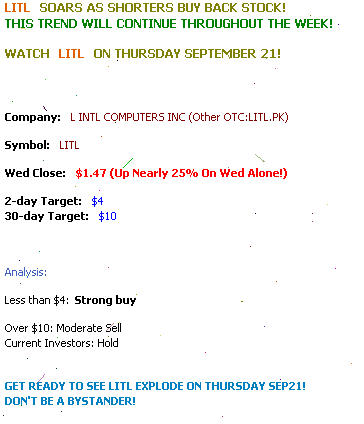 LITL SOARS AS SHORTERS BUY BACK STOCK!
THIS TREND WILL CONTINUE THROUGHOUT THE WEEK!
WATCH LITL ON THURSDAY SEPTEMBER 21!
Company: L INTL COMPUTERS INC (Other OTC:LITL.PK)
Symbol: LITL
Wed Close: $1.47 (Up Nearly 25% On Wed Alone!)
2-day Target: $4
30-day Target: $10
Analysis:
Less than $4: Strong buy
Over $10: Moderate Sell
Current Investors: Hold
GET READY TO SEE LITL EXPLODE ON THURSDAY SEP21!
DON'T BE A BYSTANDER!